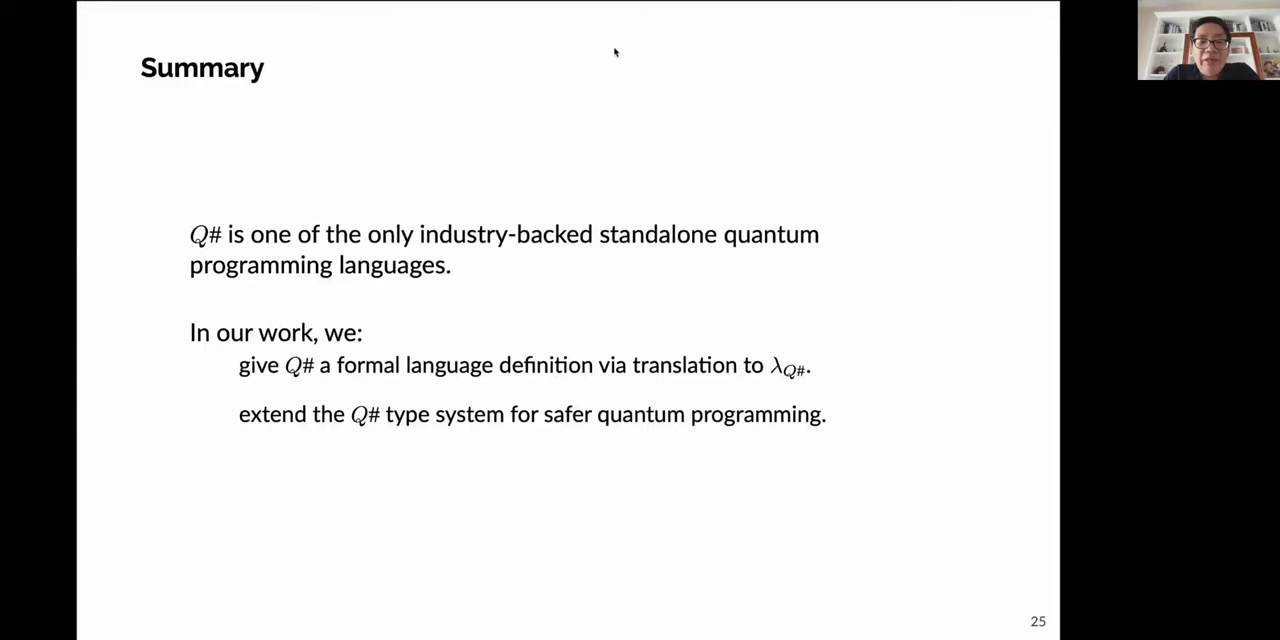 Summary
Q# is one of the only industry-backed standalone quantum
programming languages.
In our work, we:
give Q# a formal language definition via translation to λ_Q#.
extend the Q# type system for safer quantum programming.
25